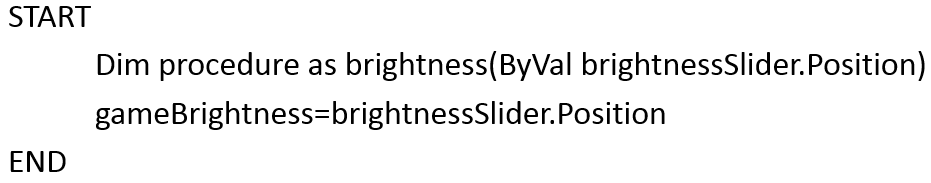 START
Dim procedure as brightness(ByVal brightnessSlider.Position)
gameBrightness=brightnessSlider.Position
END